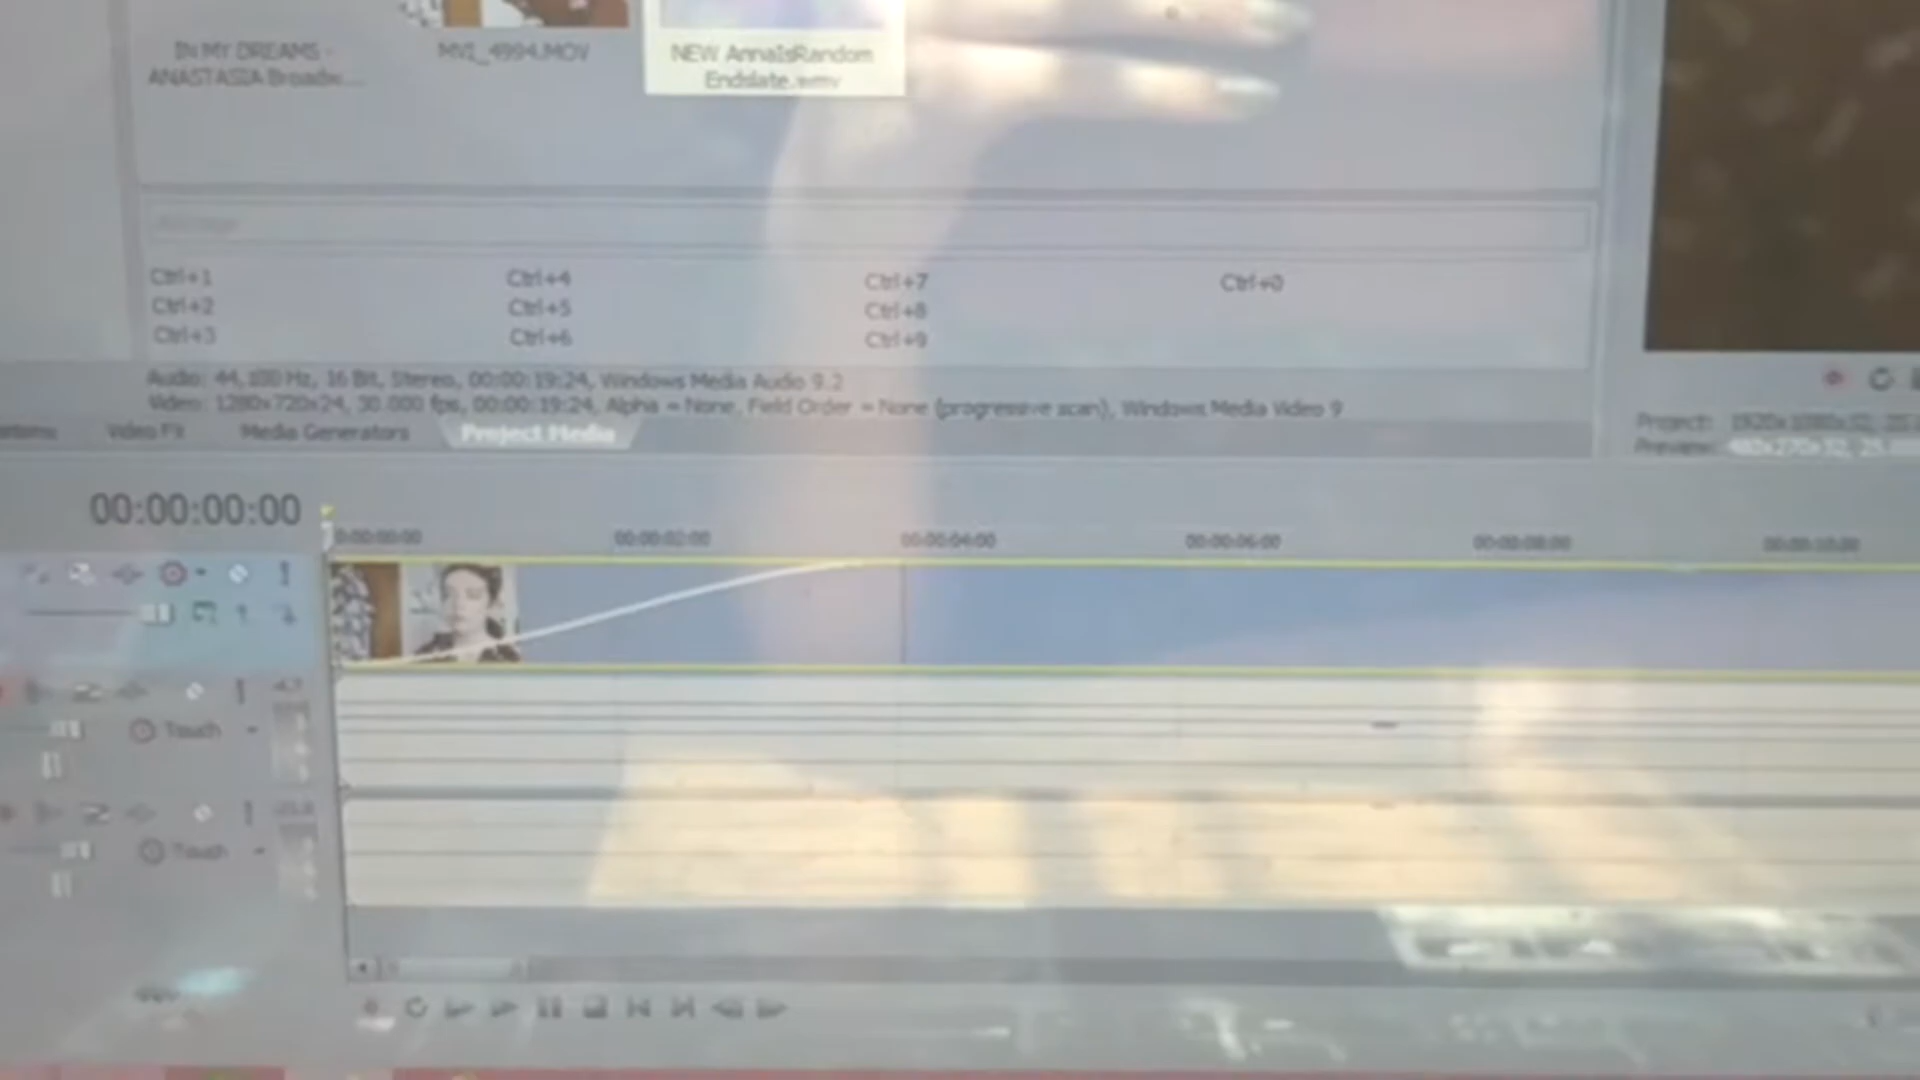 IN MY DREAMS -
ANASTASIA Broadw...
MVI_4994.MOV
NEW AnnaIsRandom
Endslate.wmv
Ctrl+1
Ctrl+4
Ctrl+7
Ctrl+0
Ctrl+2
Ctrl+5
Ctrl+8
Ctrl+3
Ctrl+6
Ctrl+9
Audio: 44,100 Hz, 16 Bit, Stereo, 00:00:19:24, Windows Media Audio 9.2
Video: 1280x720x24, 30.000 fps, 00:00:19:24, Alpha = None, Field Order = None (progressive scan), Windows Media Video 9
Video FX
Media Generators
Project Media
Project:
Preview:
00:00:00:00
00:00:02:00
00:00:04:00
00:00:06:00
00:00:08:00
00:00:10:00
Touch
Touch